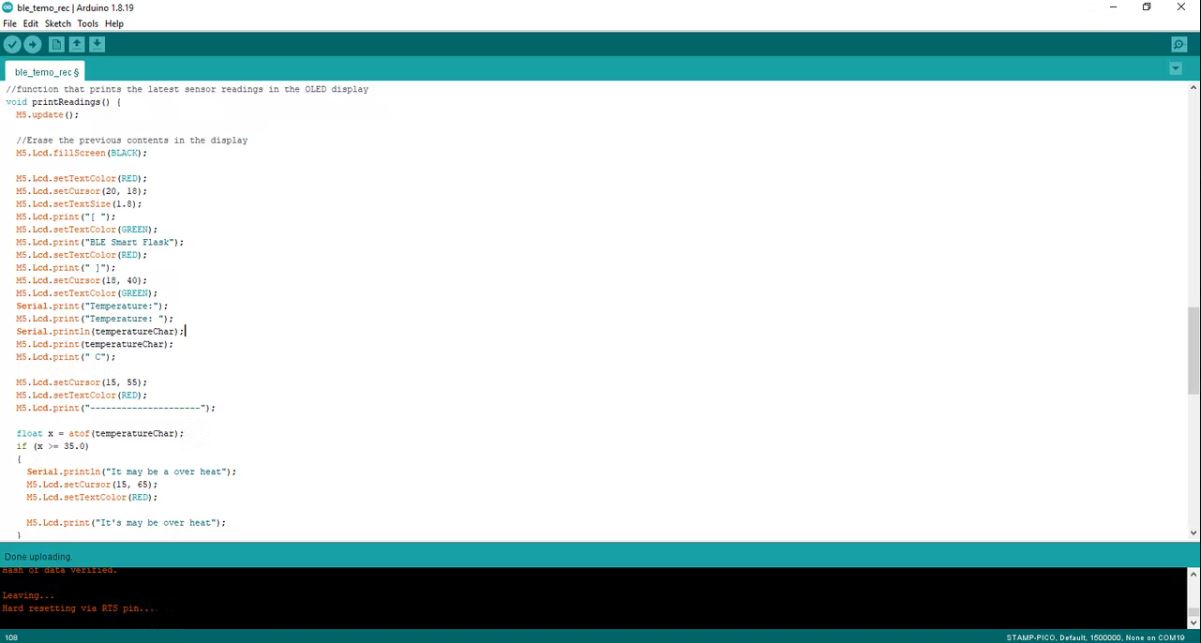 ble_temo_rec | Arduino 1.8.19
File Edit Sketch Tools Help
ble_temo_rec §
//function that prints the latest sensor readings in the OLED display
void printReadings() {
M5.update();
//Erase the previous contents in the display
M5.Lcd.fillScreen(BLACK);
M5.Lcd.setTextColor(RED);
M5.Lcd.setCursor(20, 18);
M5.Lcd.setTextSize(1.8);
M5.Lcd.print("[ ");
M5.Lcd.setTextColor(GREEN);
M5.Lcd.print("BLE Smart Flask");
M5.Lcd.setTextColor(RED);
M5.Lcd.print(" ]");
M5.Lcd.setCursor(18, 40);
M5.Lcd.setTextColor(GREEN);
Serial.print("Temperature:");
M5.Lcd.print("Temperature: ");
Serial.println(temperatureChar);
M5.Lcd.print(temperatureChar);
M5.Lcd.print(" C");
M5.Lcd.setCursor(15, 55);
M5.Lcd.setTextColor(RED);
M5.Lcd.print("---------------------");
float x = atof(temperatureChar);
if (x >= 35.0)
{
Serial.println("It may be a over heat");
M5.Lcd.setCursor(15, 65);
M5.Lcd.setTextColor(RED);
M5.Lcd.print("It's may be over heat");
}
Done uploading.
Hash of data verified.
Leaving...
Hard resetting via RTS pin...
108
STAMP-PICO, Default, 1500000, None on COM19